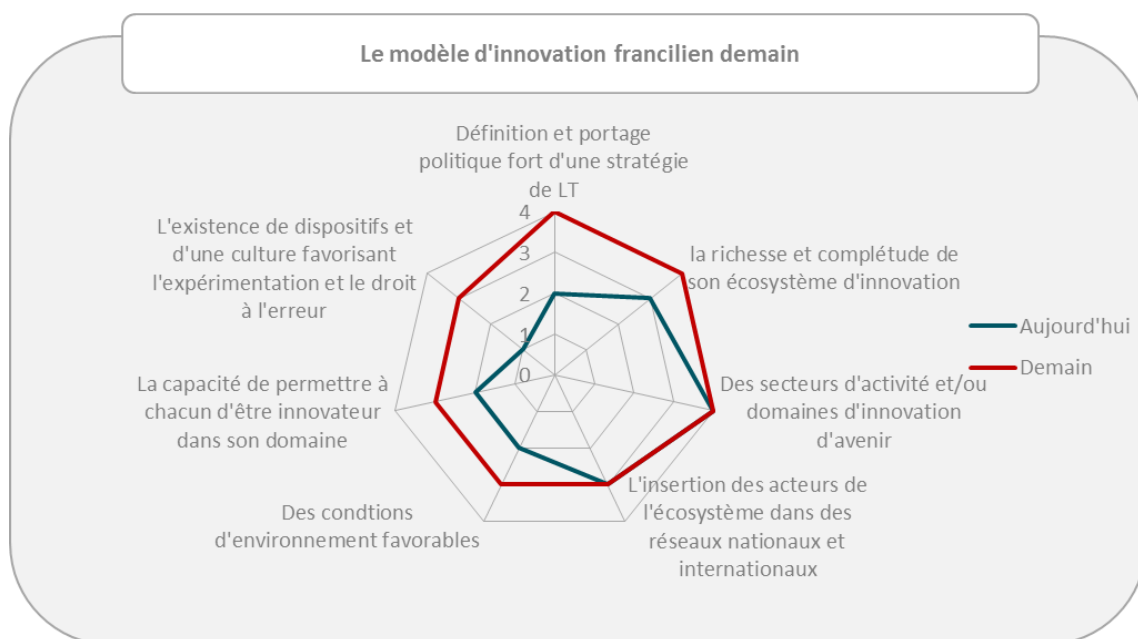 Le modèle d'innovation francilien demain
Définition et portage
politique fort d'une stratégie
de LT
4
3
2
1
0
la richesse et complétude de
son écosystème d'innovation
Des secteurs d'activité et/ou
domaines d'innovation
d'avenir
L'insertion des acteurs de
l'écosystème dans des
réseaux nationaux et
internationaux
Des condtions
d'environnement favorables
La capacité de permettre à
chacun d'être innovateur
dans son domaine
L'existence de dispositifs et
d'une culture favorisant
l'expérimentation et le droit
à l'erreur
Aujourd'hui
Demain